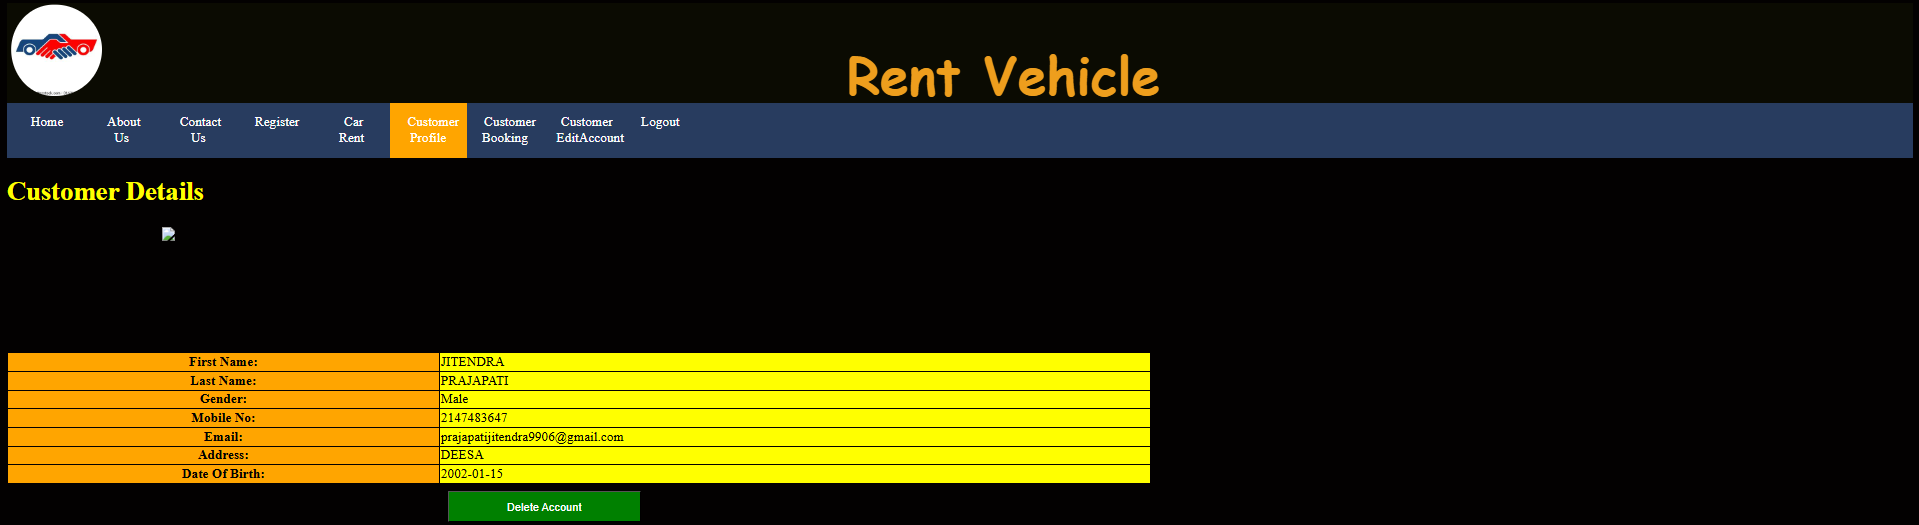 Rent Vehicle
Home About Us Contact Us Register Car Rent Customer Profile Customer Booking Customer EditAccount Logout
Customer Details
First Name: JITENDRA
Last Name: PRAJAPATI
Gender: Male
Mobile No: 2147483647
Email: prajapatijitendra9906@gmail.com
Address: DEESA
Date Of Birth: 2002-01-15
Delete Account